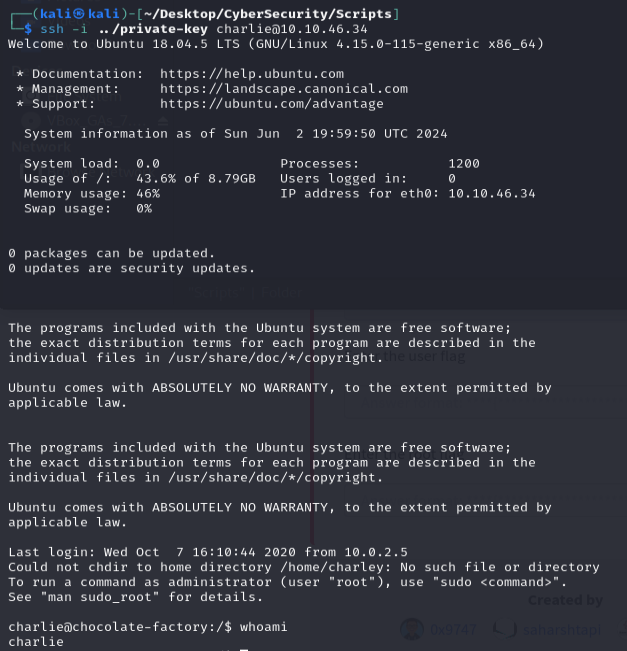 ┌──(kali㉿kali)-[~/Desktop/CyberSecurity/Scripts]
└─$ ssh -i ../private-key charlie@10.10.46.34
Welcome to Ubuntu 18.04.5 LTS (GNU/Linux 4.15.0-115-generic x86_64)

 * Documentation:  https://help.ubuntu.com
 * Management:     https://landscape.canonical.com
 * Support:        https://ubuntu.com/advantage

  System information as of Sun Jun  2 19:59:50 UTC 2024

  System load:  0.0               Processes:           1200
  Usage of /:   43.6% of 8.79GB   Users logged in:     0
  Memory usage: 46%               IP address for eth0: 10.10.46.34
  Swap usage:   0%

0 packages can be updated.
0 updates are security updates.

The programs included with the Ubuntu system are free software;
the exact distribution terms for each program are described in the
individual files in /usr/share/doc/*/copyright.
the user flag

Ubuntu comes with ABSOLUTELY NO WARRANTY, to the extent permitted by
applicable law.

The programs included with the Ubuntu system are free software;
the exact distribution terms for each program are described in the
individual files in /usr/share/doc/*/copyright.

Ubuntu comes with ABSOLUTELY NO WARRANTY, to the extent permitted by
applicable law.

Last login: Wed Oct  7 16:10:44 2020 from 10.0.2.5
Could not chdir to home directory /home/charley: No such file or directory
To run a command as administrator (user "root"), use "sudo <command>".
See "man sudo_root" for details.
Created by
0x9747

charlie@chocolate-factory:/$ whoami
charlie